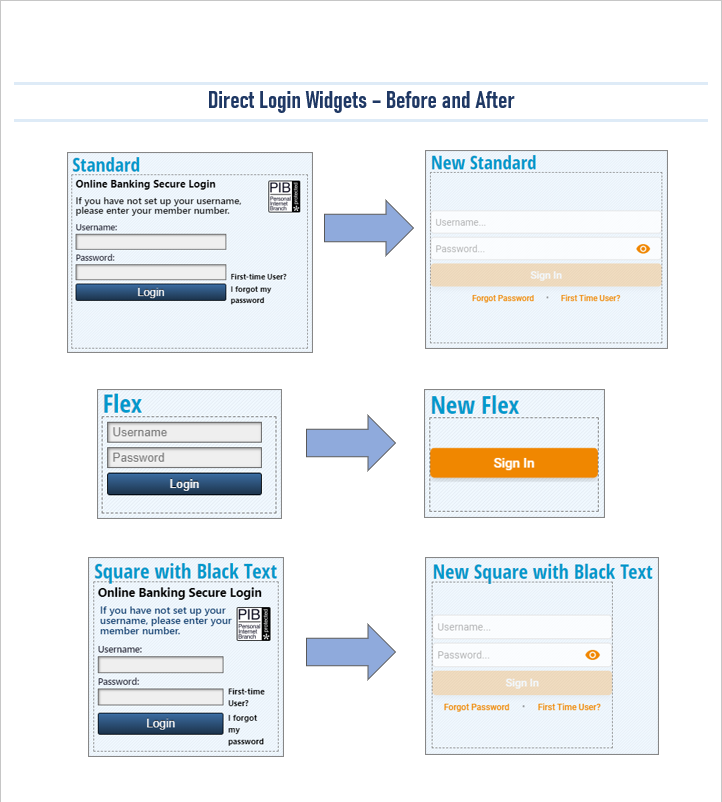 Direct Login Widgets – Before and After
Standard
Online Banking Secure Login
If you have not set up your username,
please enter your member number.
PIB
Personal
Internet
Branch
protected
Username:
Password:
First-time User?
Login
I forgot my
password
New Standard
Username...
Password...
Sign In
Forgot Password • First Time User?
Flex
Username
Password
Login
New Flex
Sign In
Square with Black Text
Online Banking Secure Login
If you have not set up your
username, please enter your
member number.
PIB
Personal
Internet
Branch
protected
Username:
Password:
First-time
User?
Login
I forgot
my
password
New Square with Black Text
Username...
Password...
Sign In
Forgot Password • First Time User?